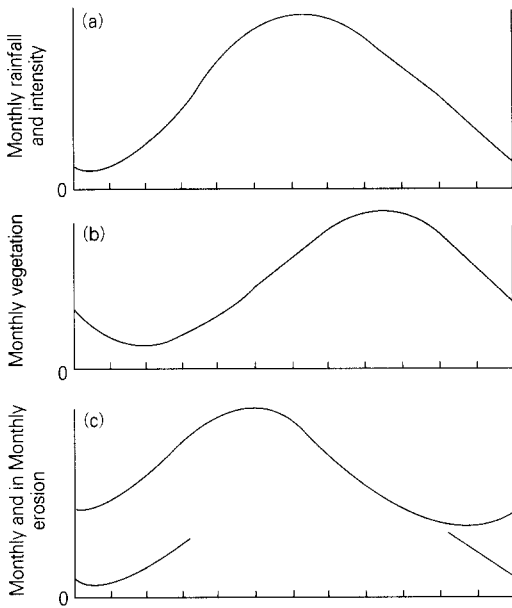 (a)
Monthly rainfall
and intensity
0
(b)
Monthly vegetation
0
(c)
Monthly and in Monthly
erosion
0